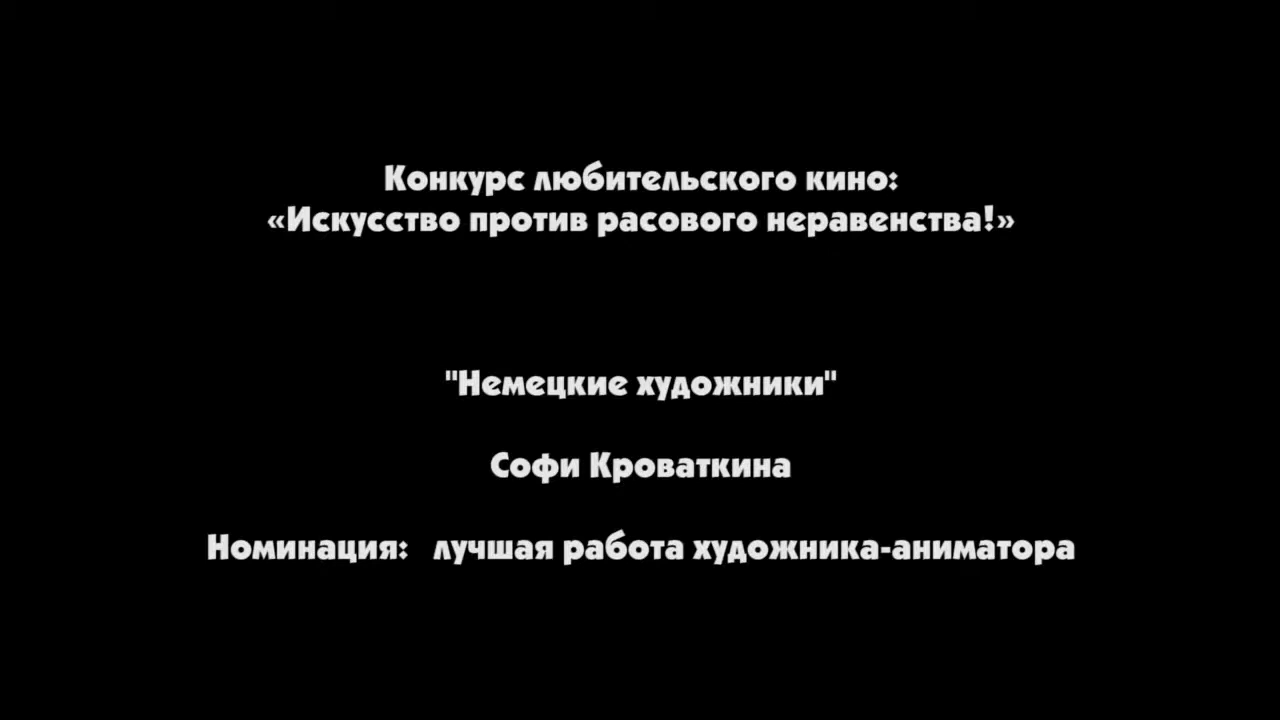 Конкурс любительского кино:
«Искусство против расового неравенства!»
"Немецкие художники"
Софи Кроваткина
Номинация: лучшая работа художника-аниматора